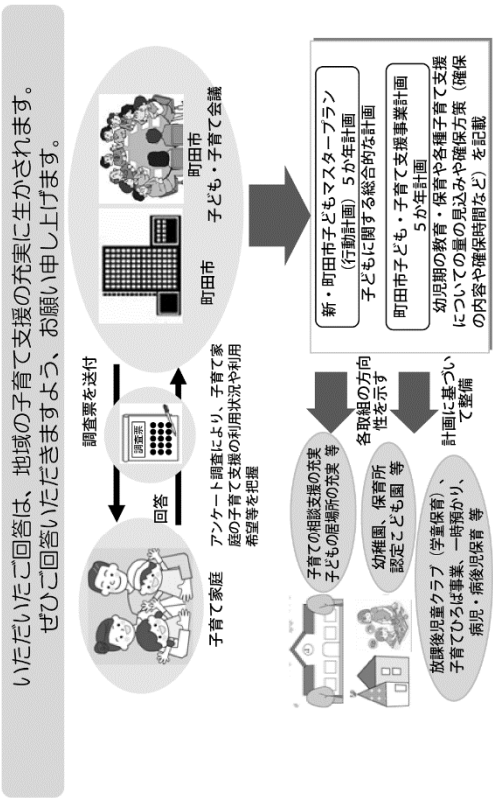 いただいたご回答は、地域の子育て支援の充実に生かされます。
ぜひご回答いただきますよう、お願い申し上げます。
子育て家庭
調査票を送付
調査票
回答
アンケート調査により、子育て家
庭の子育て支援の利用状況や利用
希望等を把握
町田市
町田市
子ども・子育て会議
新・町田市子どもマスタープラン
（行動計画）５か年計画
子どもに関する総合的な計画
町田市子ども・子育て支援事業計画
５か年計画
幼児期の教育・保育や各種子育て支援
についての量の見込みや確保方策（確保
の内容や確保時間など）を記載
各取組の方向
性を示す
計画に基づい
て整備
子育ての相談支援の充実
子どもの居場所の充実 等
幼稚園、保育所
認定こども園 等
放課後児童クラブ（学童保育）、
子育てひろば事業、一時預かり、
病児・病後児保育 等